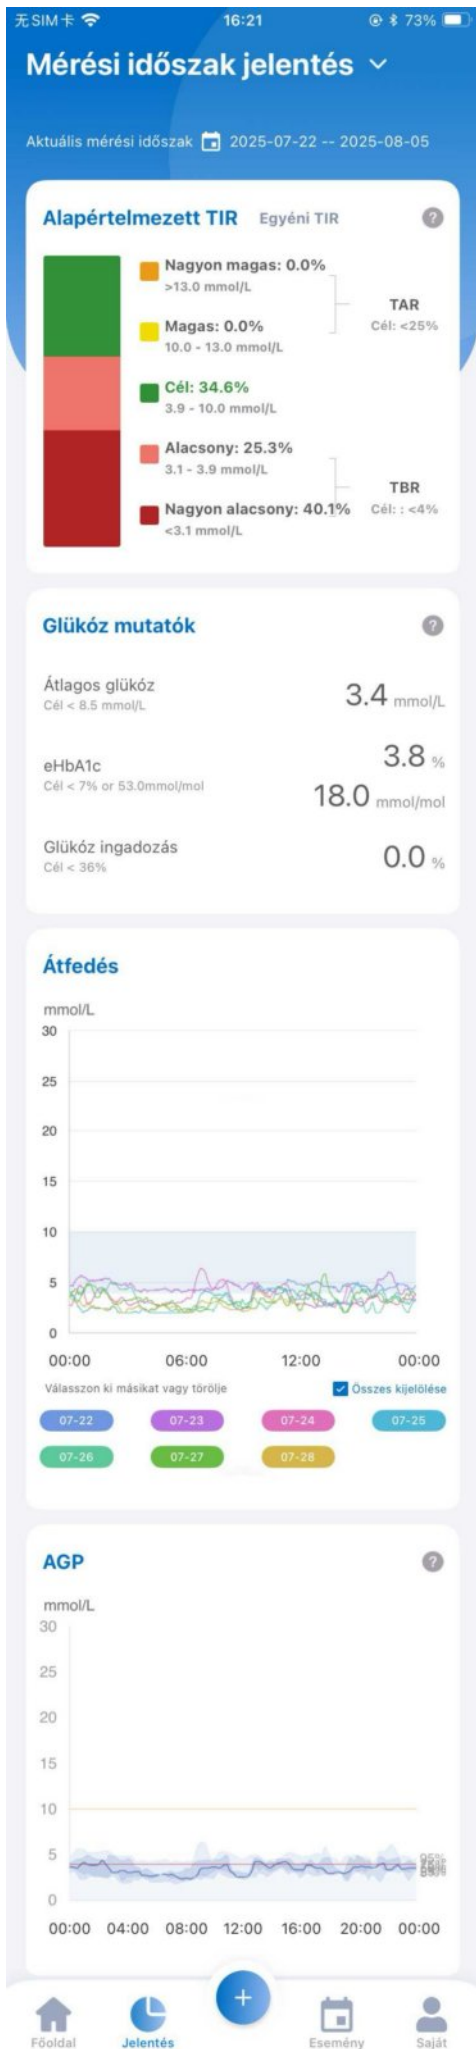 无SIM卡 16:21 73%
Mérési időszak jelentés
Aktuális mérési időszak 2025-07-22 -- 2025-08-05
Alapértelmezett TIR Egyéni TIR ?
Nagyon magas: 0.0%
>13.0 mmol/L
TAR
Magas: 0.0% Cél: <25%
10.0 - 13.0 mmol/L
Cél: 34.6%
3.9 - 10.0 mmol/L
Alacsony: 25.3%
3.1 - 3.9 mmol/L
TBR
Nagyon alacsony: 40.1% Cél: : <4%
<3.1 mmol/L
Glükóz mutatók ?
Átlagos glükóz 3.4 mmol/L
Cél < 8.5 mmol/L
eHbA1c 3.8 %
Cél < 7% or 53.0mmol/mol 18.0 mmol/mol
Glükóz ingadozás 0.0 %
Cél < 36%
Átfedés
mmol/L
30
25
20
15
10
5
0
00:00 06:00 12:00 00:00
Válasszon ki másikat vagy törölje Összes kijelölése
07-22 07-23 07-24 07-25
07-26 07-27 07-28
AGP ?
mmol/L
30
25
20
15
10
5
0
95%
00:00 04:00 08:00 12:00 16:00 20:00 00:00
+
Főoldal Jelentés Esemény Saját